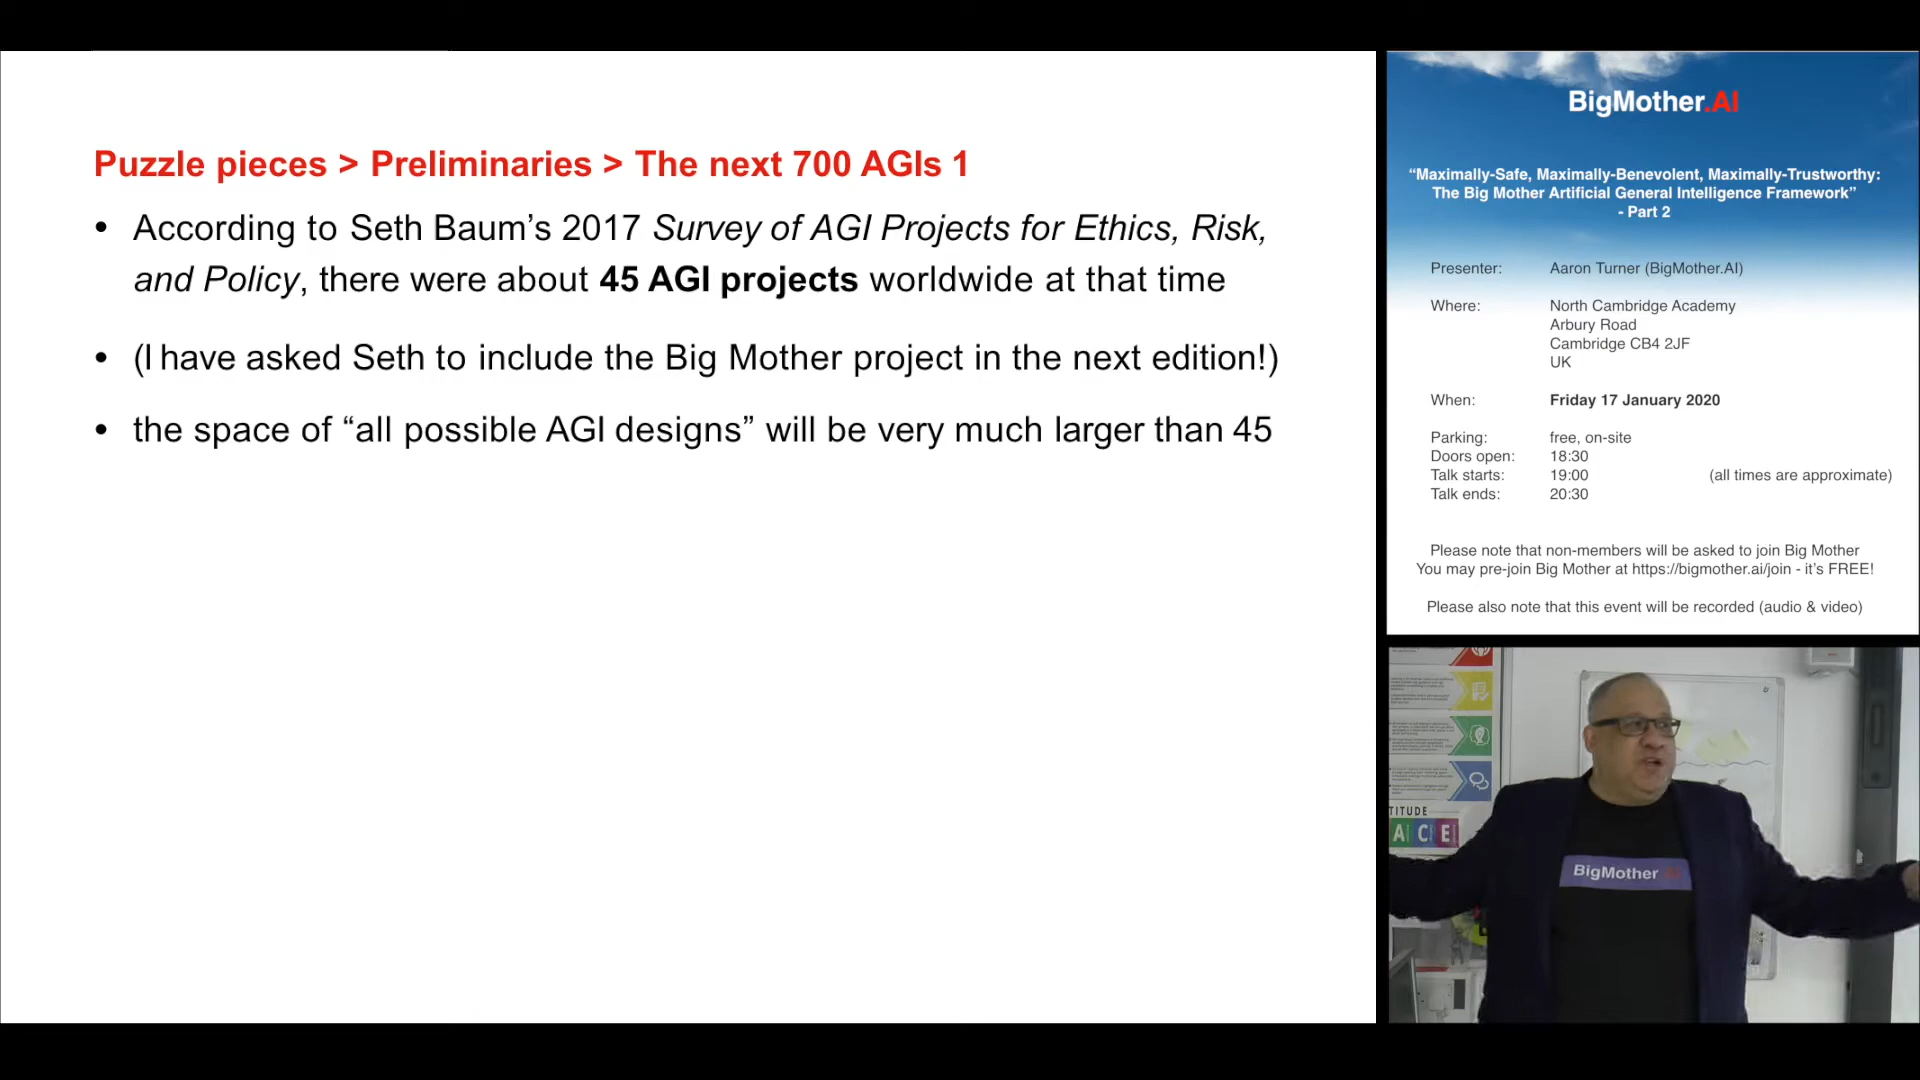 Puzzle pieces > Preliminaries > The next 700 AGIs 1
• According to Seth Baum’s 2017 Survey of AGI Projects for Ethics, Risk,
and Policy, there were about 45 AGI projects worldwide at that time
• (I have asked Seth to include the Big Mother project in the next edition!)
• the space of “all possible AGI designs” will be very much larger than 45
BigMother.AI
“Maximally-Safe, Maximally-Benevolent, Maximally-Trustworthy:
The Big Mother Artificial General Intelligence Framework”
- Part 2
Presenter: Aaron Turner (BigMother.AI)
Where: North Cambridge Academy
Arbury Road
Cambridge CB4 2JF
UK
When: Friday 17 January 2020
Parking: free, on-site
Doors open: 18:30
Talk starts: 19:00 (all times are approximate)
Talk ends: 20:30
Please note that non-members will be asked to join Big Mother
You may pre-join Big Mother at https://bigmother.ai/join - it’s FREE!
Please also note that this event will be recorded (audio & video)
TITUDE
ACE
BigMother